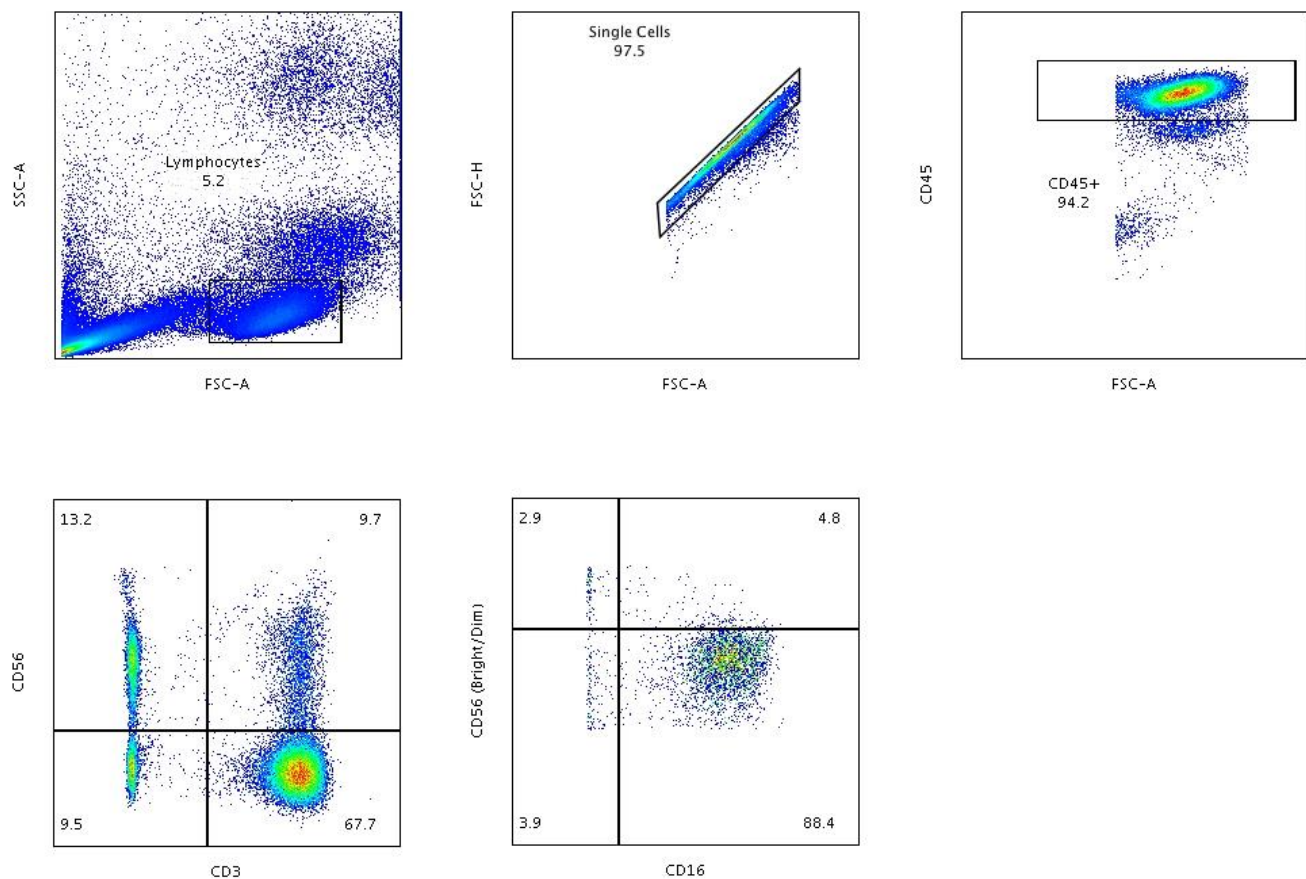 Lymphocytes
5.2
SSC-A
FSC-A
Single Cells
97.5
FSC-H
FSC-A
CD45+
94.2
CD45
FSC-A
13.2
9.7
9.5
67.7
CD56
CD3
2.9
4.8
3.9
88.4
CD56 (Bright/Dim)
CD16